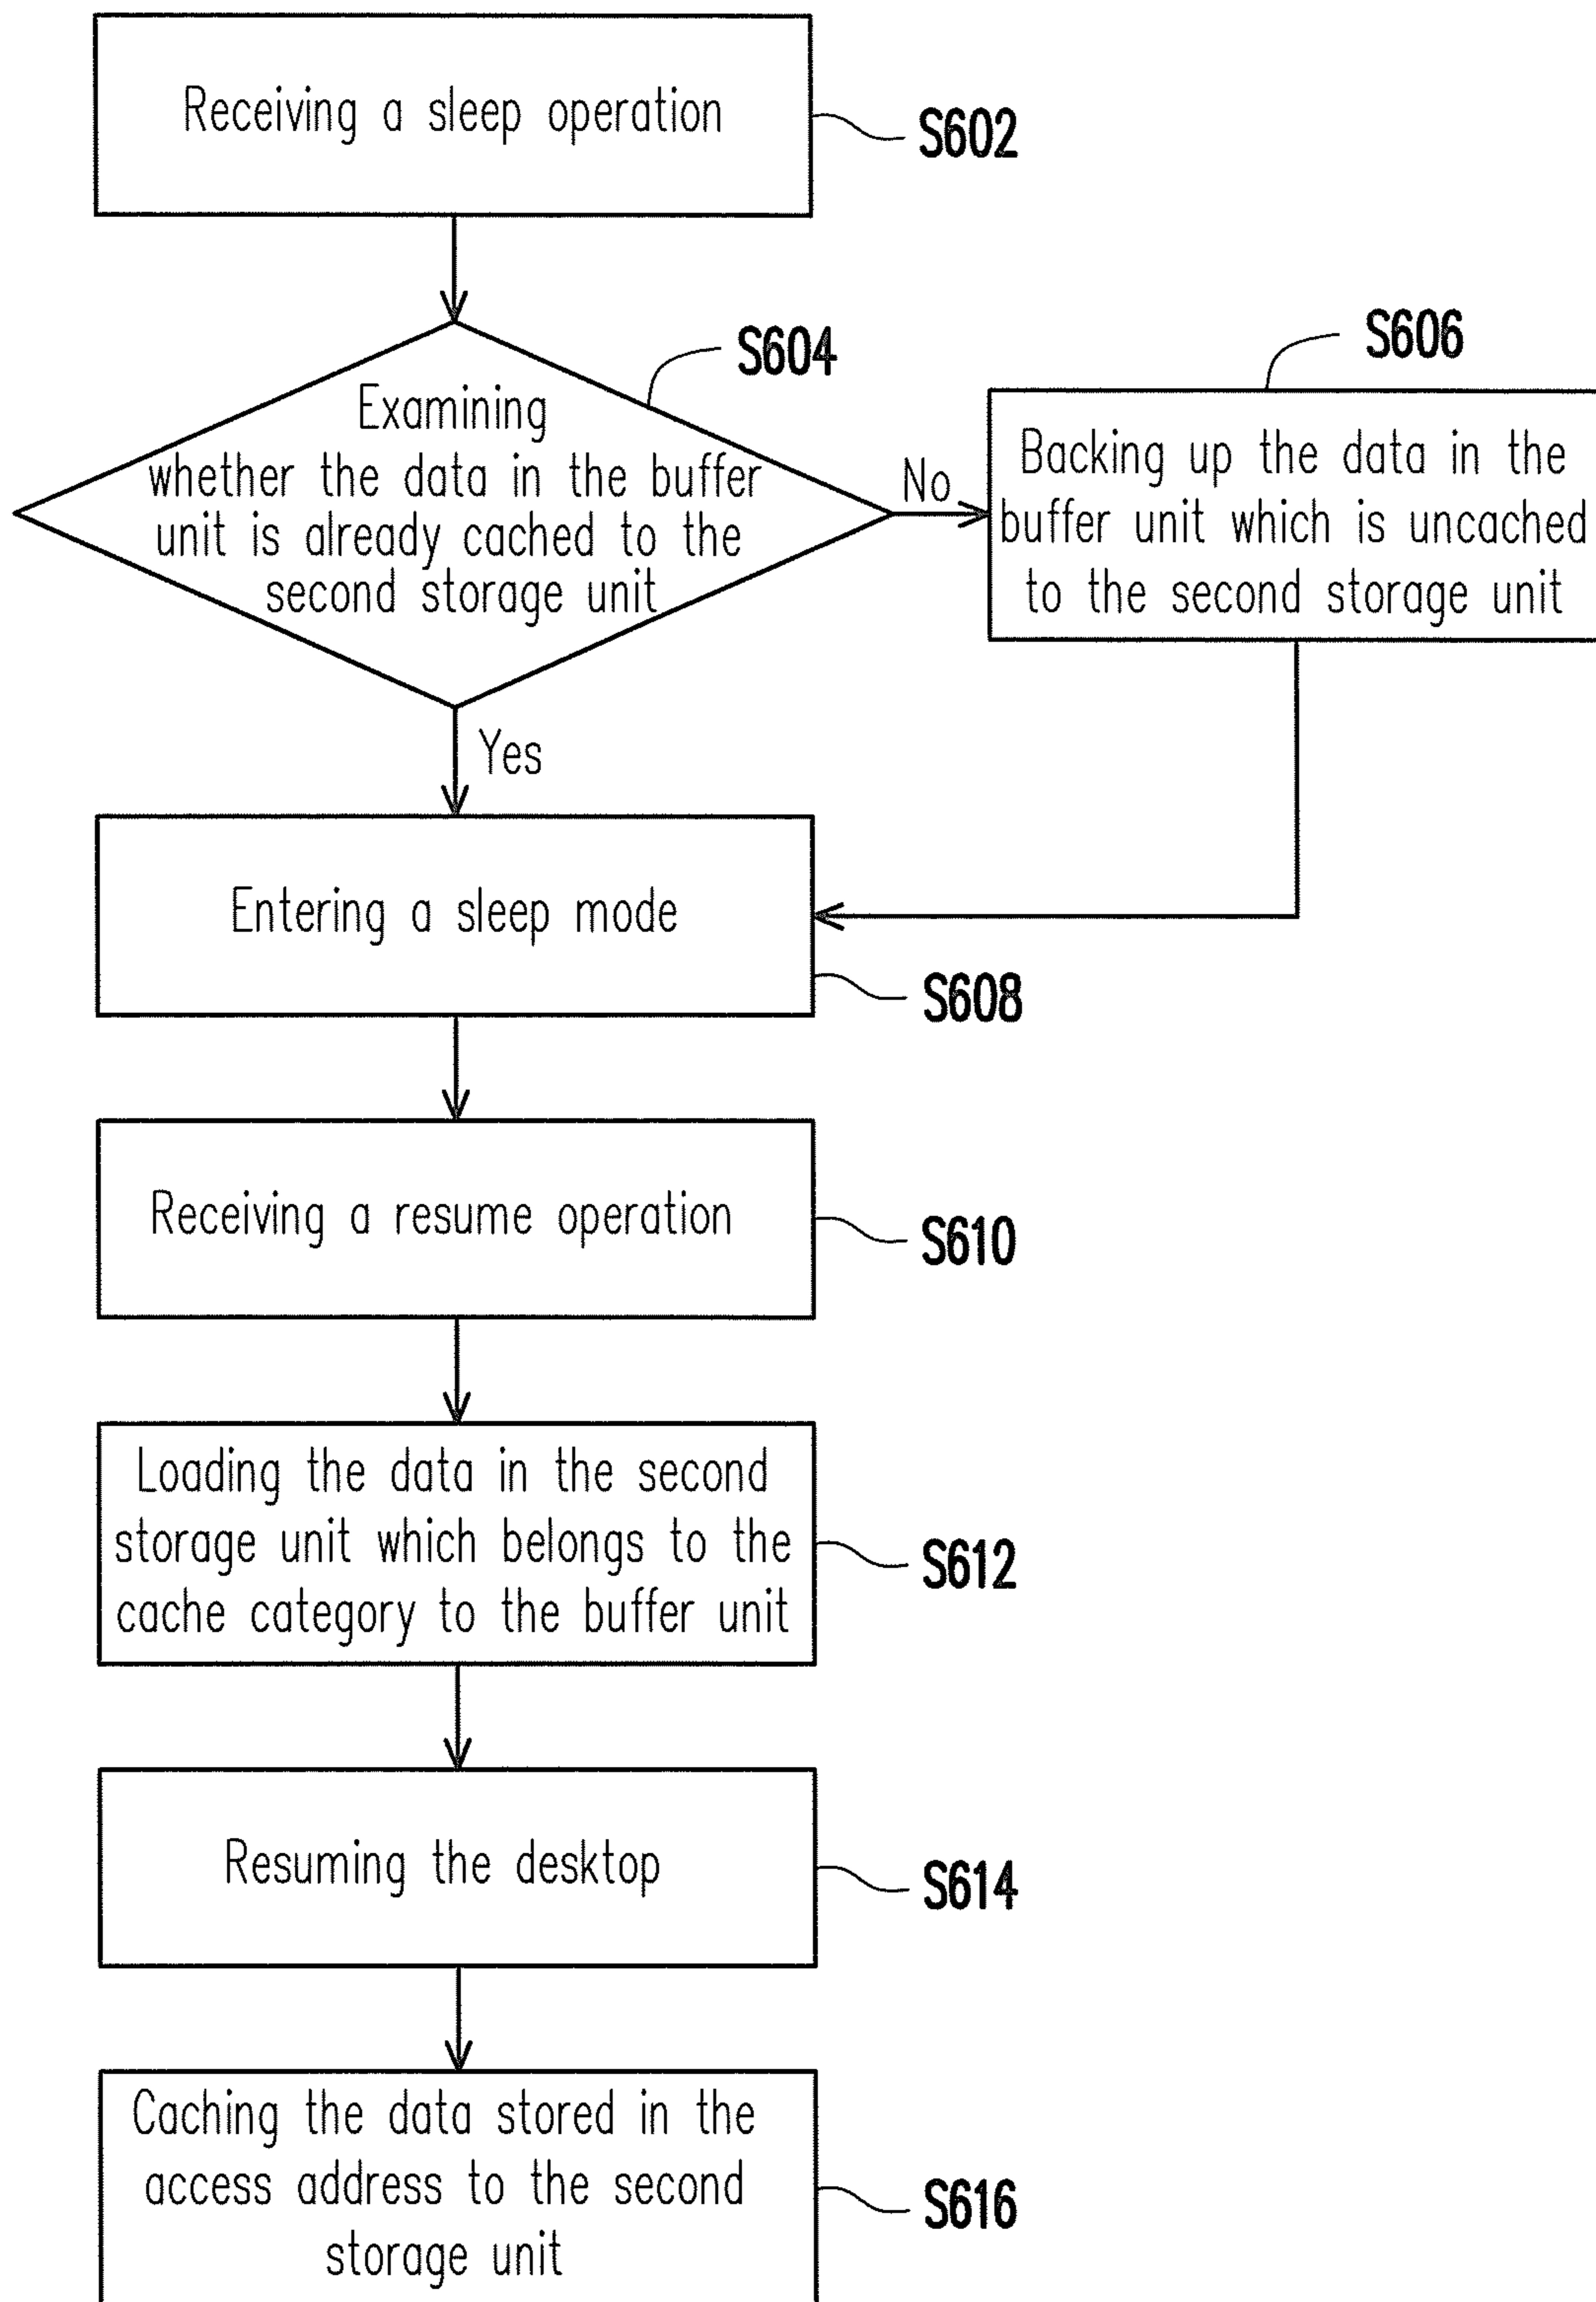 Receiving a sleep operation
S602
Examining
whether the data in the buffer
unit is already cached to the
second storage unit
S604
No
S606
Backing up the data in the
buffer unit which is uncached
to the second storage unit
Yes
Entering a sleep mode
S608
Receiving a resume operation
S610
Loading the data in the second
storage unit which belongs to the
cache category to the buffer unit
S612
Resuming the desktop
S614
Caching the data stored in the
access address to the second
storage unit
S616